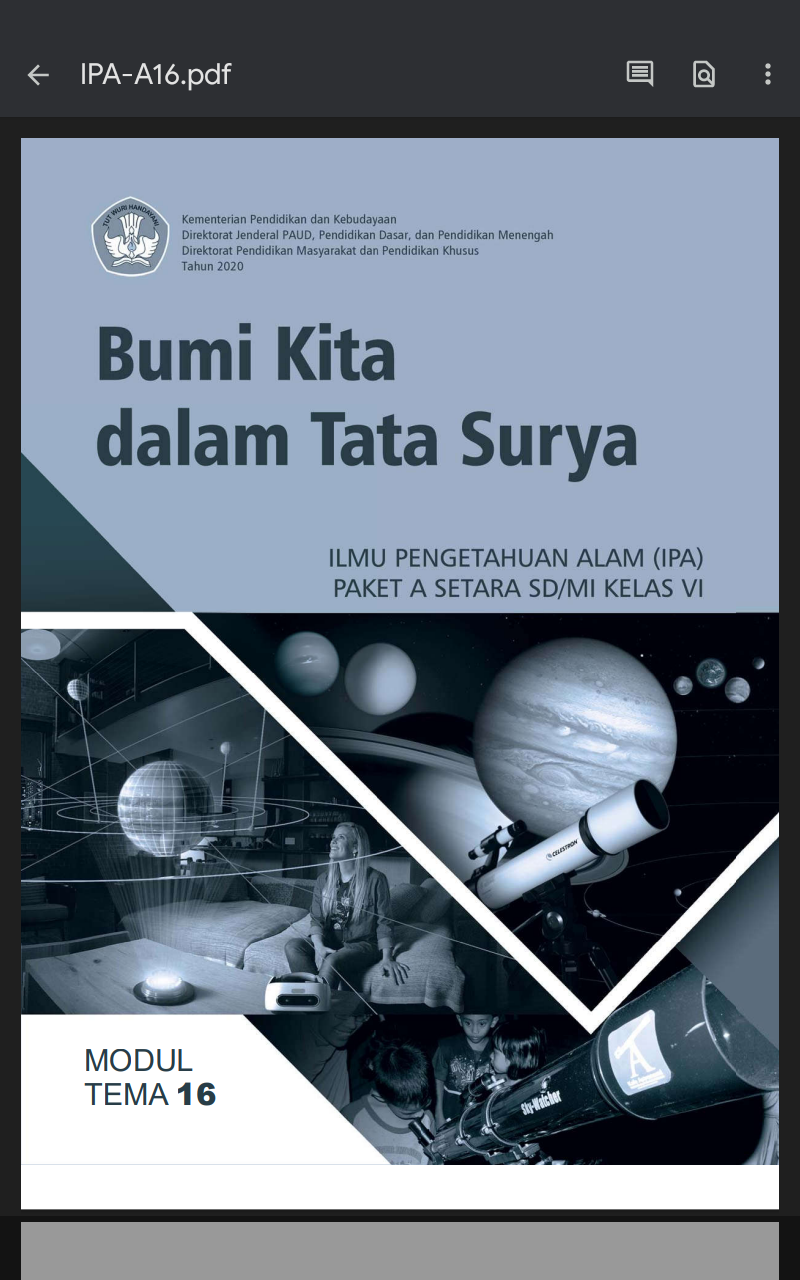 IPA-A16.pdf
TUT WURI HANDAYANI
Kementerian Pendidikan dan Kebudayaan
Direktorat Jenderal PAUD, Pendidikan Dasar, dan Pendidikan Menengah
Direktorat Pendidikan Masyarakat dan Pendidikan Khusus
Tahun 2020
Bumi Kita
dalam Tata Surya
ILMU PENGETAHUAN ALAM (IPA)
PAKET A SETARA SD/MI KELAS VI
CELESTRON
Sky-Watcher
MODUL
TEMA 16